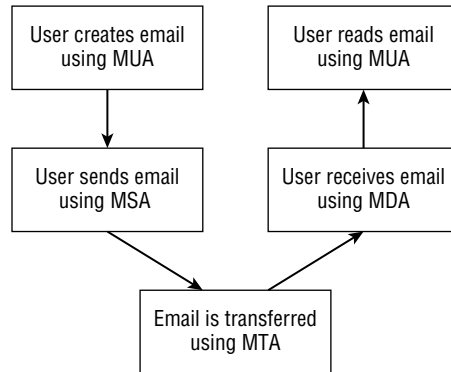 User creates email
using MUA
User sends email
using MSA
Email is transferred
using MTA
User receives email
using MDA
User reads email
using MUA